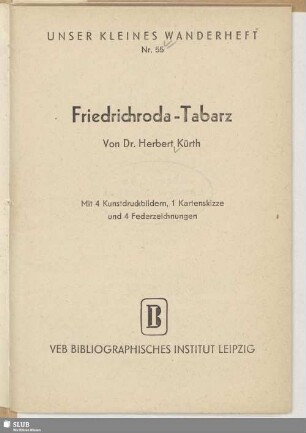 UNSER KLEINES WANDERHEFT
Nr. 55
Friedrichroda-Tabarz
Von Dr. Herbert Kürth
Mit 4 Kunstdruckbildern, 1 Kartenskizze
und 4 Federzeichnungen
B
VEB BIBLIOGRAPHISCHES INSTITUT LEIPZIG
SLUB